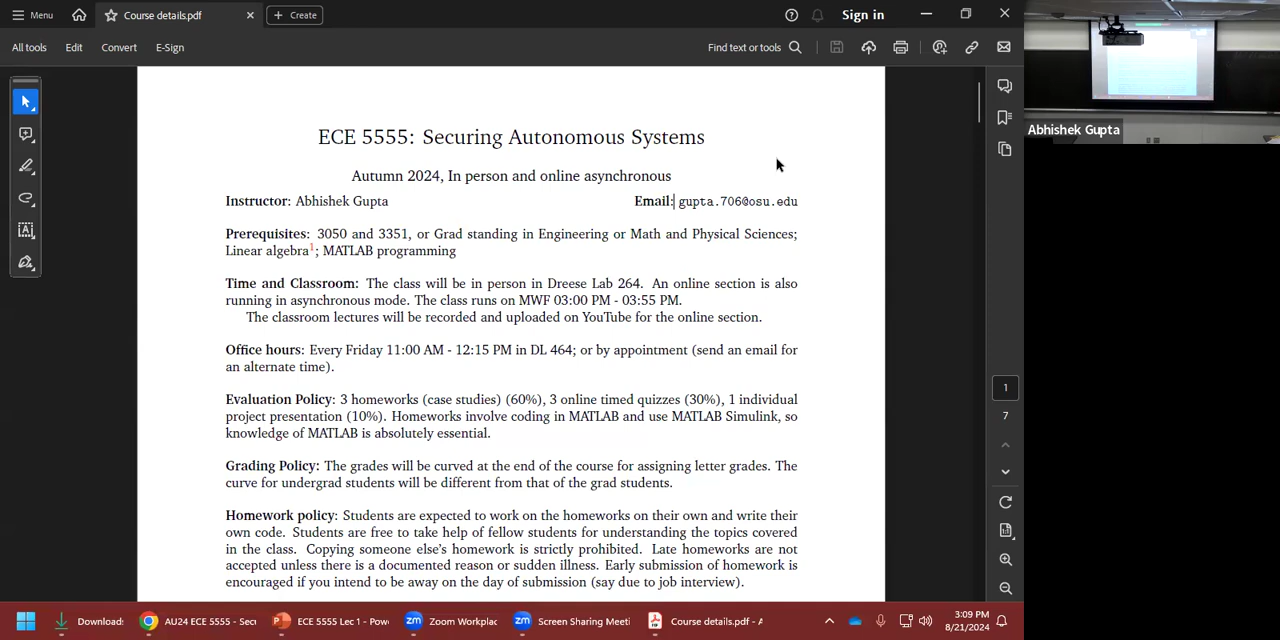 Menu
Course details.pdf
Create
Sign in
All tools
Edit
Convert
E-Sign
Find text or tools
Abhishek Gupta
ECE 5555: Securing Autonomous Systems
Autumn 2024, In person and online asynchronous
Instructor: Abhishek Gupta
Email: gupta.706@osu.edu
Prerequisites: 3050 and 3351, or Grad standing in Engineering or Math and Physical Sciences;
Linear algebra1; MATLAB programming
Time and Classroom: The class will be in person in Dreese Lab 264. An online section is also
running in asynchronous mode. The class runs on MWF 03:00 PM - 03:55 PM.
The classroom lectures will be recorded and uploaded on YouTube for the online section.
Office hours: Every Friday 11:00 AM - 12:15 PM in DL 464; or by appointment (send an email for
an alternate time).
Evaluation Policy: 3 homeworks (case studies) (60%), 3 online timed quizzes (30%), 1 individual
project presentation (10%). Homeworks involve coding in MATLAB and use MATLAB Simulink, so
knowledge of MATLAB is absolutely essential.
Grading Policy: The grades will be curved at the end of the course for assigning letter grades. The
curve for undergrad students will be different from that of the grad students.
Homework policy: Students are expected to work on the homeworks on their own and write their
own code. Students are free to take help of fellow students for understanding the topics covered
in the class. Copying someone else's homework is strictly prohibited. Late homeworks are not
accepted unless there is a documented reason or sudden illness. Early submission of homework is
encouraged if you intend to be away on the day of submission (say due to job interview).
1
7
Downloads
AU24 ECE 5555 - Secu
ECE 5555 Lec 1 - Powe
zm Zoom Workplac
zm Screen Sharing Meeti
Course details.pdf - A
3:09 PM
8/21/2024